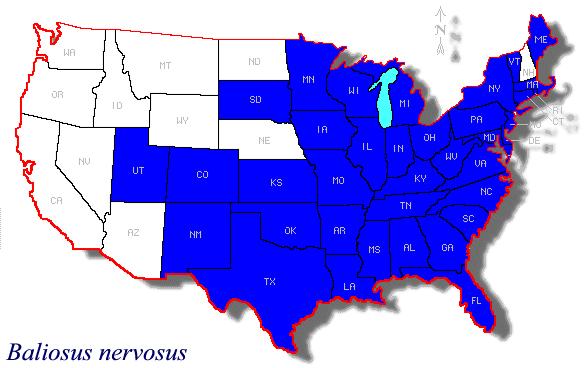 N
ME
WA
MT
ND
MN
VT
NH
OR
ID
SD
WI
MI
NY
MA
WY
RI
CT
NE
IA
PA
NJ
NV
UT
CO
IL
IN
OH
MD
DE
CA
KS
MO
WV
VA
KY
AZ
NM
OK
AR
TN
NC
SC
MS
AL
GA
TX
LA
FL
Baliosus nervosus